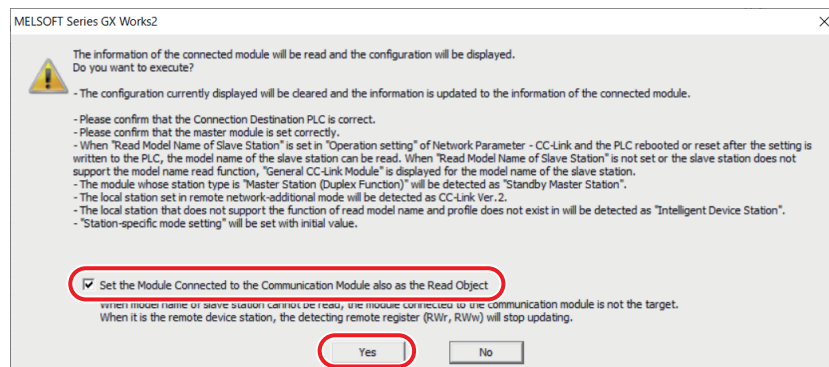 MELSOFT Series GX Works2
The information of the connected module will be read and the configuration will be displayed.
Do you want to execute?
- The configuration currently displayed will be cleared and the information is updated to the information of the connected module.
- Please confirm that the Connection Destination PLC is correct.
- Please confirm that the master module is set correctly.
- When "Read Model Name of Slave Station" is set in "Operation setting" of Network Parameter - CC-Link and the PLC rebooted or reset after the setting is
written to the PLC, the model name of the slave station can be read. When "Read Model Name of Slave Station" is not set or the slave station does not
support the model name read function, "General CC-Link Module" is displayed for the model name of the slave station.
- The module whose station type is "Master Station (Duplex Function)" will be detected as "Standby Master Station".
- The local station set in remote network-additional mode will be detected as CC-Link Ver.2.
- The local station that does not support the function of read model name and profile does not exist in will be detected as "Intelligent Device Station".
- "Station-specific mode setting" will be set with initial value.
Set the Module Connected to the Communication Module also as the Read Object
When model name of slave station cannot be read, the module connected to the communication module is not the target.
When it is the remote device station, the detecting remote register (RWr, RWw) will stop updating.
Yes No